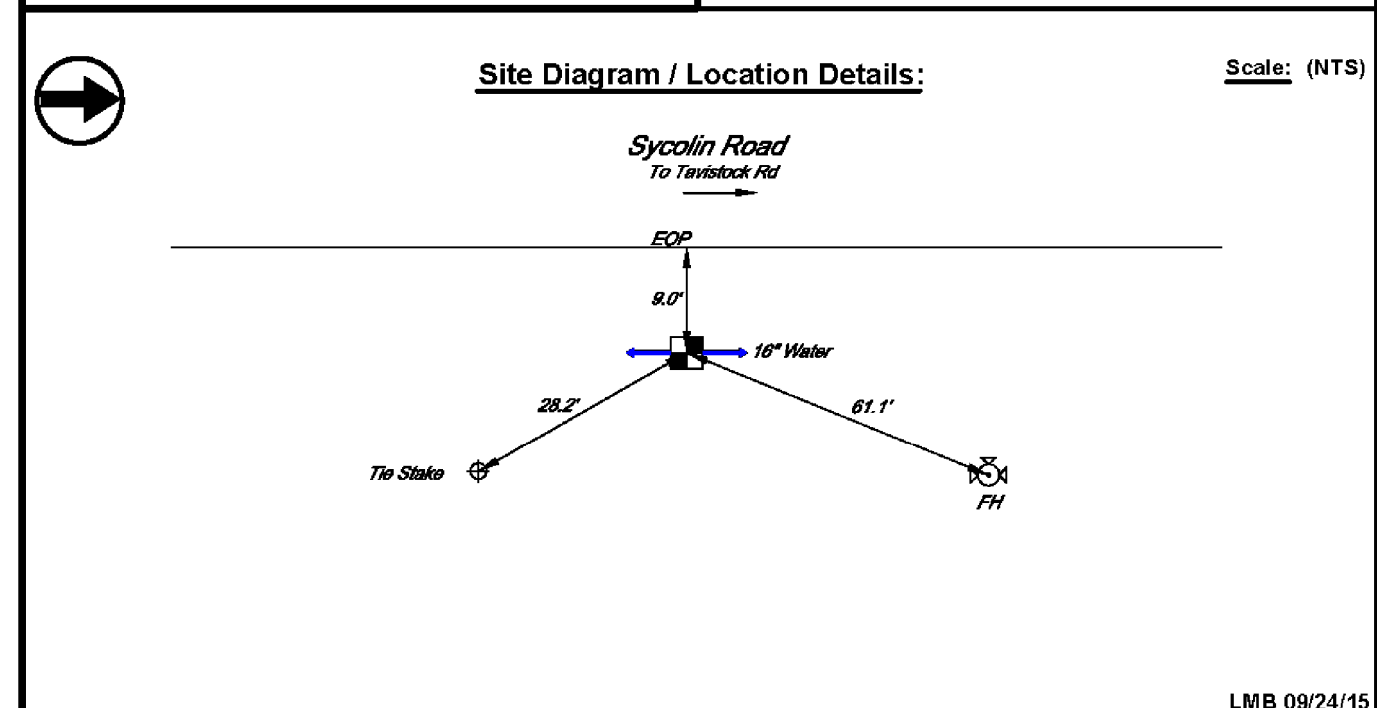 Site Diagram / Location Details:
Scale: (NTS)
Sycolin Road
To Tavistock Rd
EOP
9.0'
16" Water
28.2'
61.1'
Tie Stake
FH
LMB 09/24/15